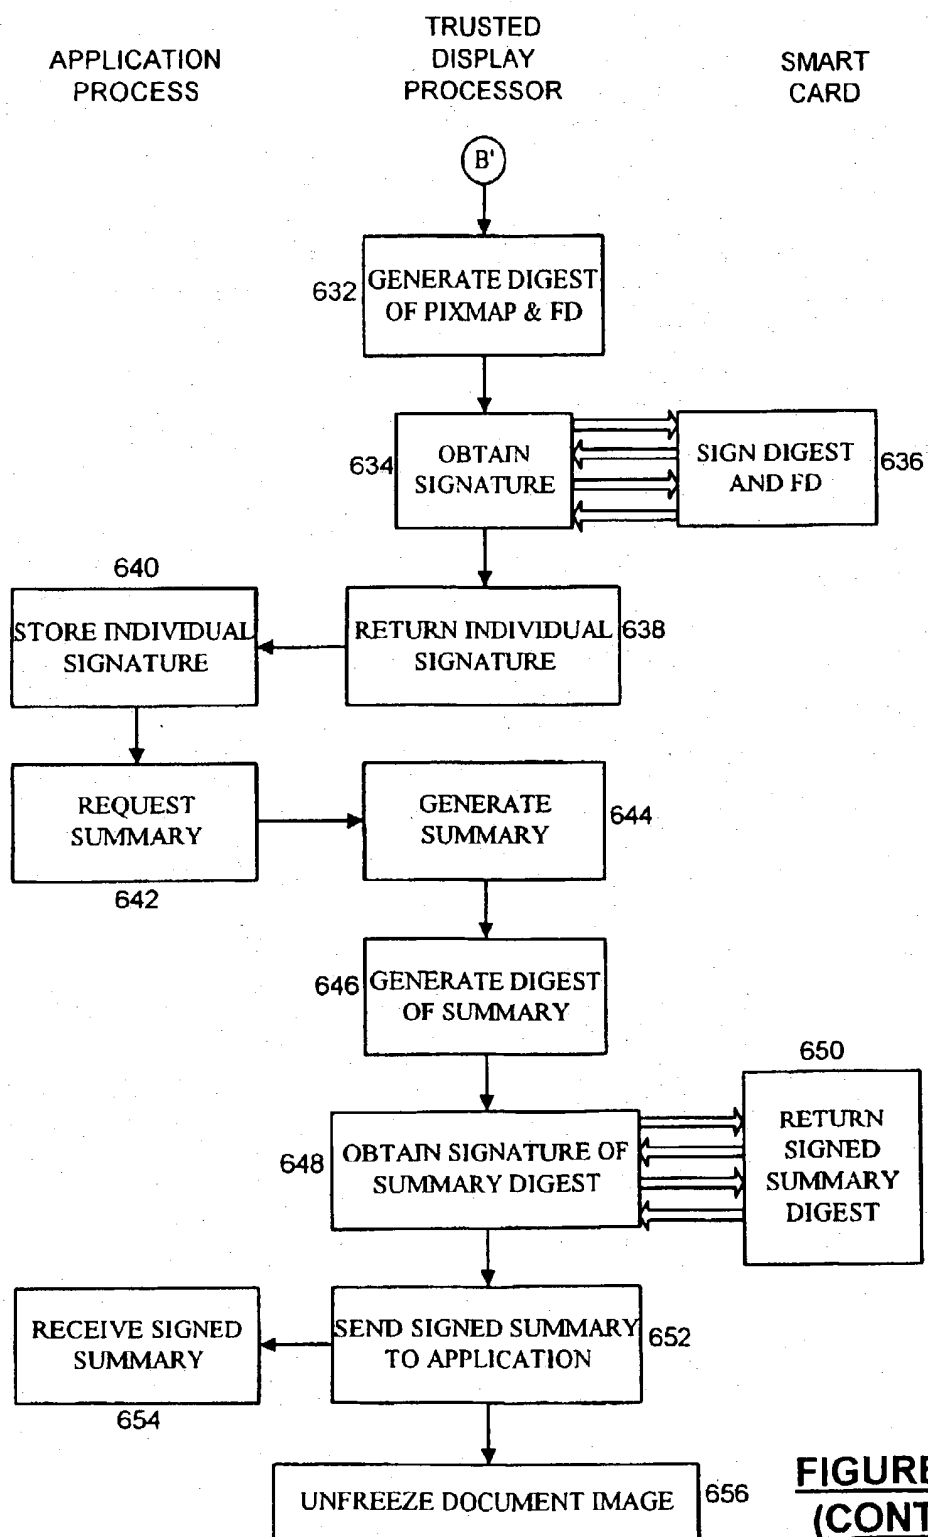 APPLICATION
PROCESS
TRUSTED
DISPLAY
PROCESSOR
SMART
CARD
B'
632
GENERATE DIGEST
OF PIXMAP & FD
634
OBTAIN
SIGNATURE
SIGN DIGEST
AND FD
636
640
STORE INDIVIDUAL
SIGNATURE
RETURN INDIVIDUAL
SIGNATURE
638
REQUEST
SUMMARY
642
GENERATE
SUMMARY
644
646
GENERATE DIGEST
OF SUMMARY
650
648
OBTAIN SIGNATURE OF
SUMMARY DIGEST
RETURN
SIGNED
SUMMARY
DIGEST
RECEIVE SIGNED
SUMMARY
654
SEND SIGNED SUMMARY
TO APPLICATION
652
UNFREEZE DOCUMENT IMAGE
656
FIGURE
(CONT